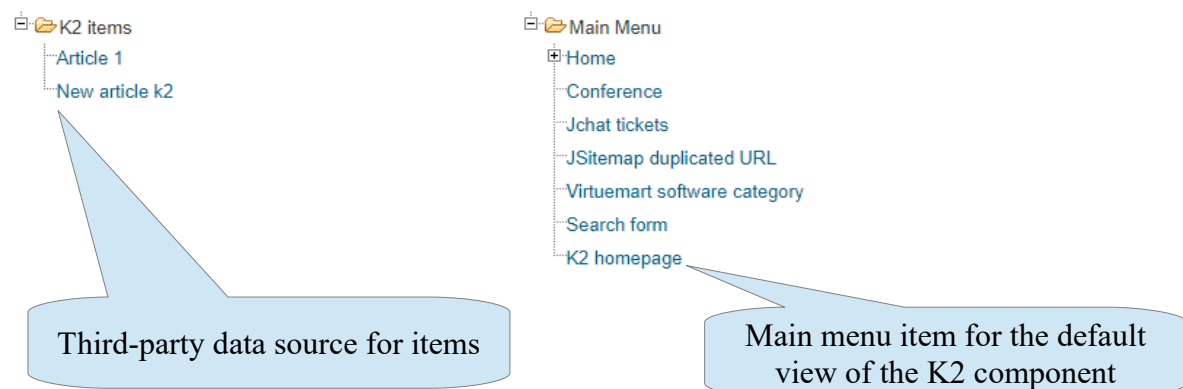 K2 items
Article 1
New article k2
Third-party data source for items
Main Menu
Home
Conference
Jchat tickets
JSitemap duplicated URL
Virtuemart software category
Search form
K2 homepage
Main menu item for the default
view of the K2 component